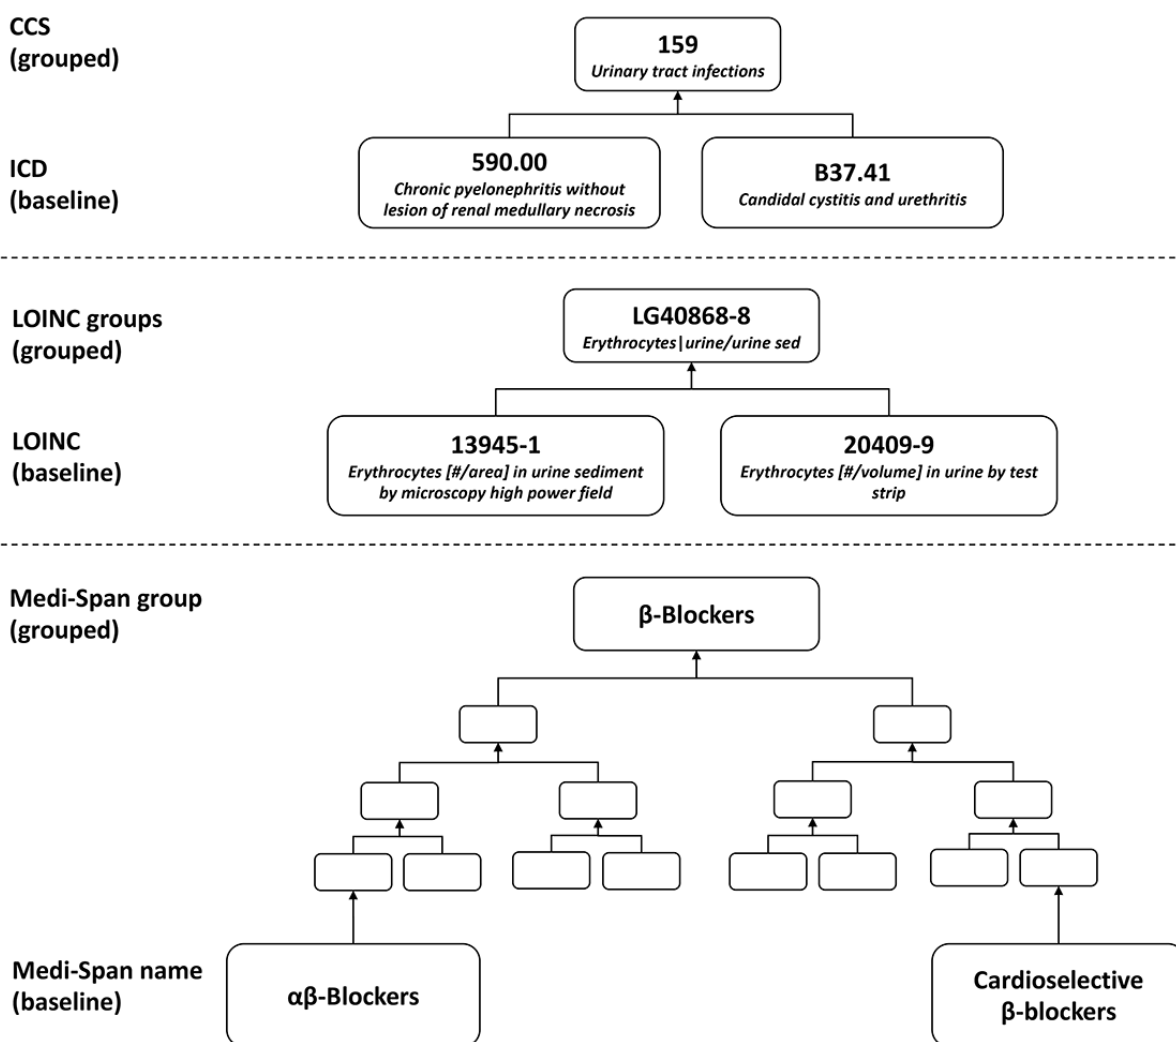 CCS
(grouped)
159
Urinary tract infections
ICD
(baseline)
590.00
Chronic pyelonephritis without
lesion of renal medullary necrosis
B37.41
Candidal cystitis and urethritis
LOINC groups
(grouped)
LG40868-8
Erythrocytes|urine/urine sed
LOINC
(baseline)
13945-1
Erythrocytes [#/area] in urine sediment
by microscopy high power field
20409-9
Erythrocytes [#/volume] in urine by test
strip
Medi-Span group
(grouped)
β-Blockers
Medi-Span name
(baseline)
αβ-Blockers
Cardioselective
β-blockers